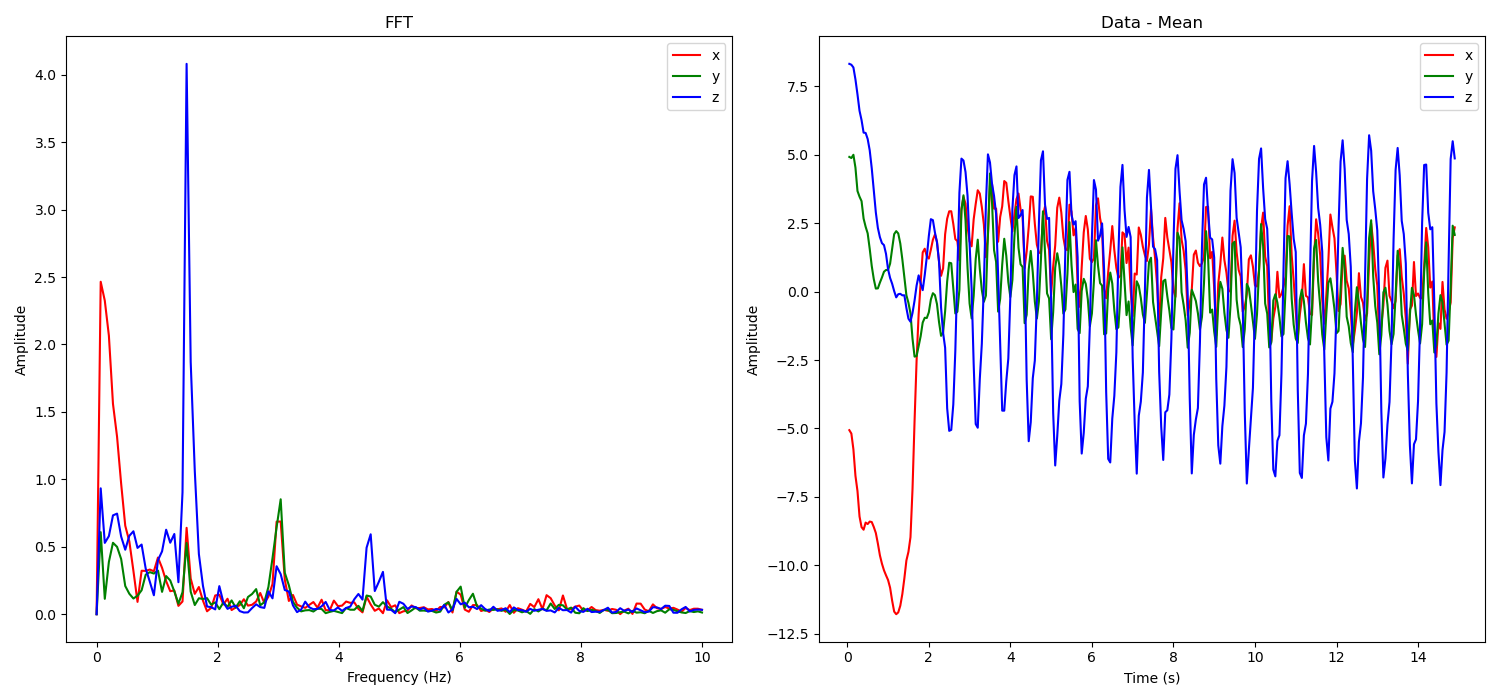 FFT
x
y
z
4.0
3.5
3.0
2.5
2.0
1.5
1.0
0.5
0.0
Amplitude
0
2
4
6
8
10
Frequency (Hz)
Data - Mean
x
y
z
7.5
5.0
2.5
0.0
−2.5
−5.0
−7.5
−10.0
−12.5
Amplitude
0
2
4
6
8
10
12
14
Time (s)